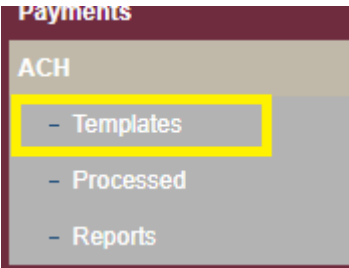 Payments
ACH
– Templates
– Processed
– Reports